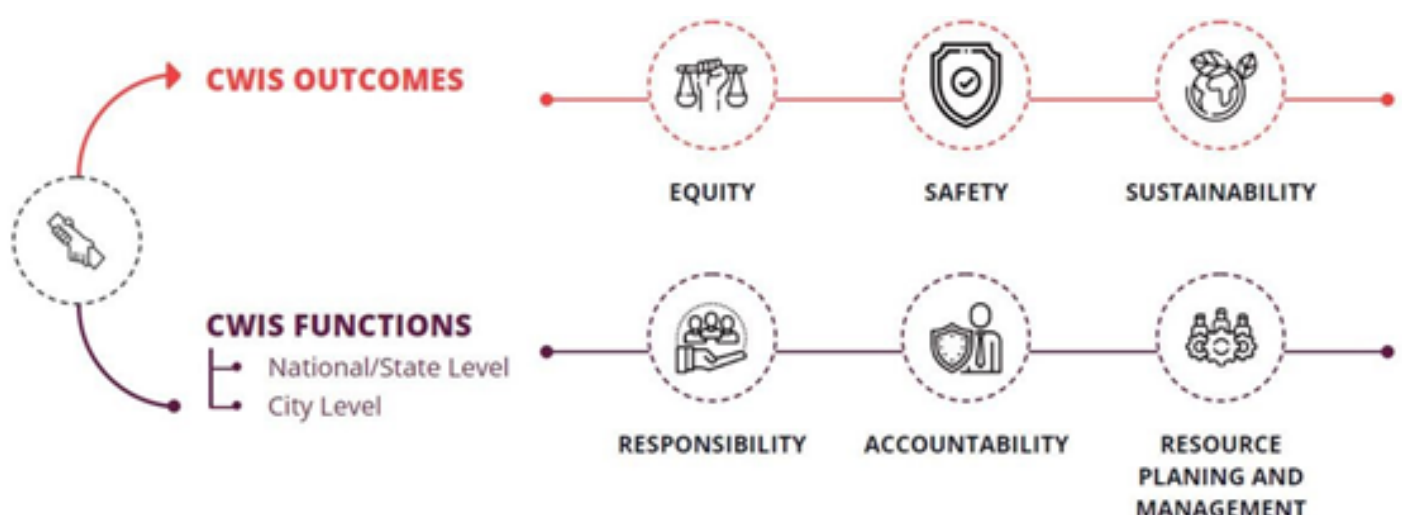 CWIS OUTCOMES
EQUITY
SAFETY
SUSTAINABILITY
CWIS FUNCTIONS
National/State Level
City Level
RESPONSIBILITY
ACCOUNTABILITY
RESOURCE
PLANING AND
MANAGEMENT